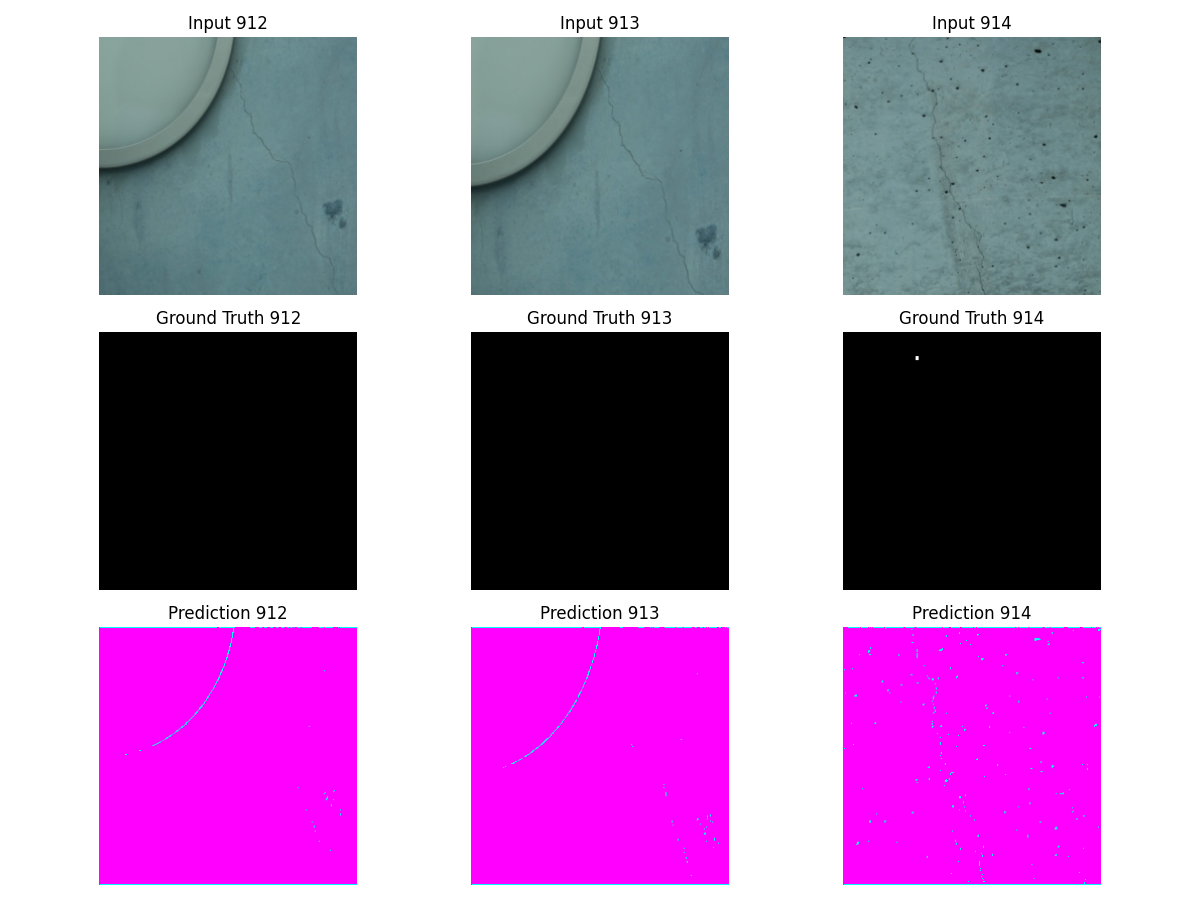 Input 912
Input 913
Input 914
Ground Truth 912
Ground Truth 913
Ground Truth 914
Prediction 912
Prediction 913
Prediction 914